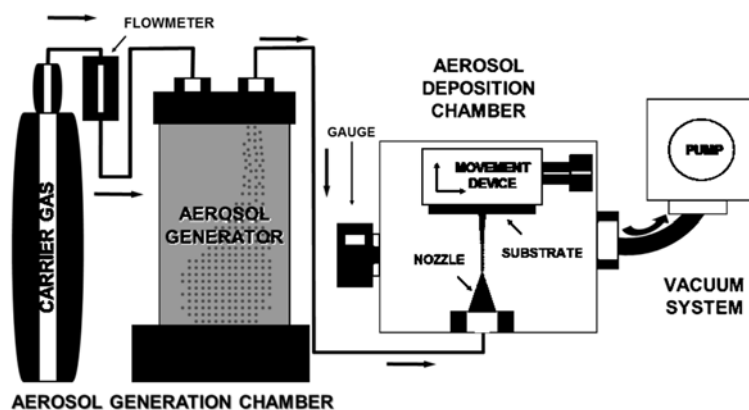 FLOWMETER
CARRIER GAS
AEROSOL
GENERATOR
AEROSOL GENERATION CHAMBER
GAUGE
AEROSOL
DEPOSITION
CHAMBER
MOVEMENT
DEVICE
SUBSTRATE
NOZZLE
PUMP
VACUUM
SYSTEM